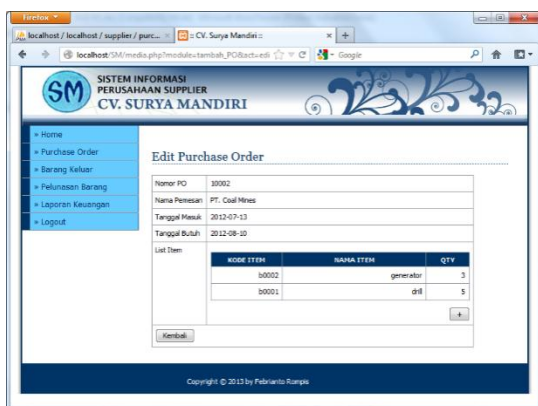 Firefox
localhost / localhost / supplier / purc...
:: CV. Surya Mandiri ::
localhost/SM/media.php?module=tambah_PO&act=edi
Google
SM
SISTEM INFORMASI
PERUSAHAAN SUPPLIER
CV. SURYA MANDIRI
» Home
» Purchase Order
» Barang Keluar
» Pelunasan Barang
» Laporan Keuangan
» Logout
Edit Purchase Order
Nomor PO 10002
Nama Pemesan PT. Coal Mines
Tanggal Masuk 2012-07-13
Tanggal Butuh 2012-08-10
List Item
KODE ITEM NAMA ITEM QTY
b0002 generator 3
b0001 drill 5
+
Kembali
Copyright © 2013 by Febrianto Rompis